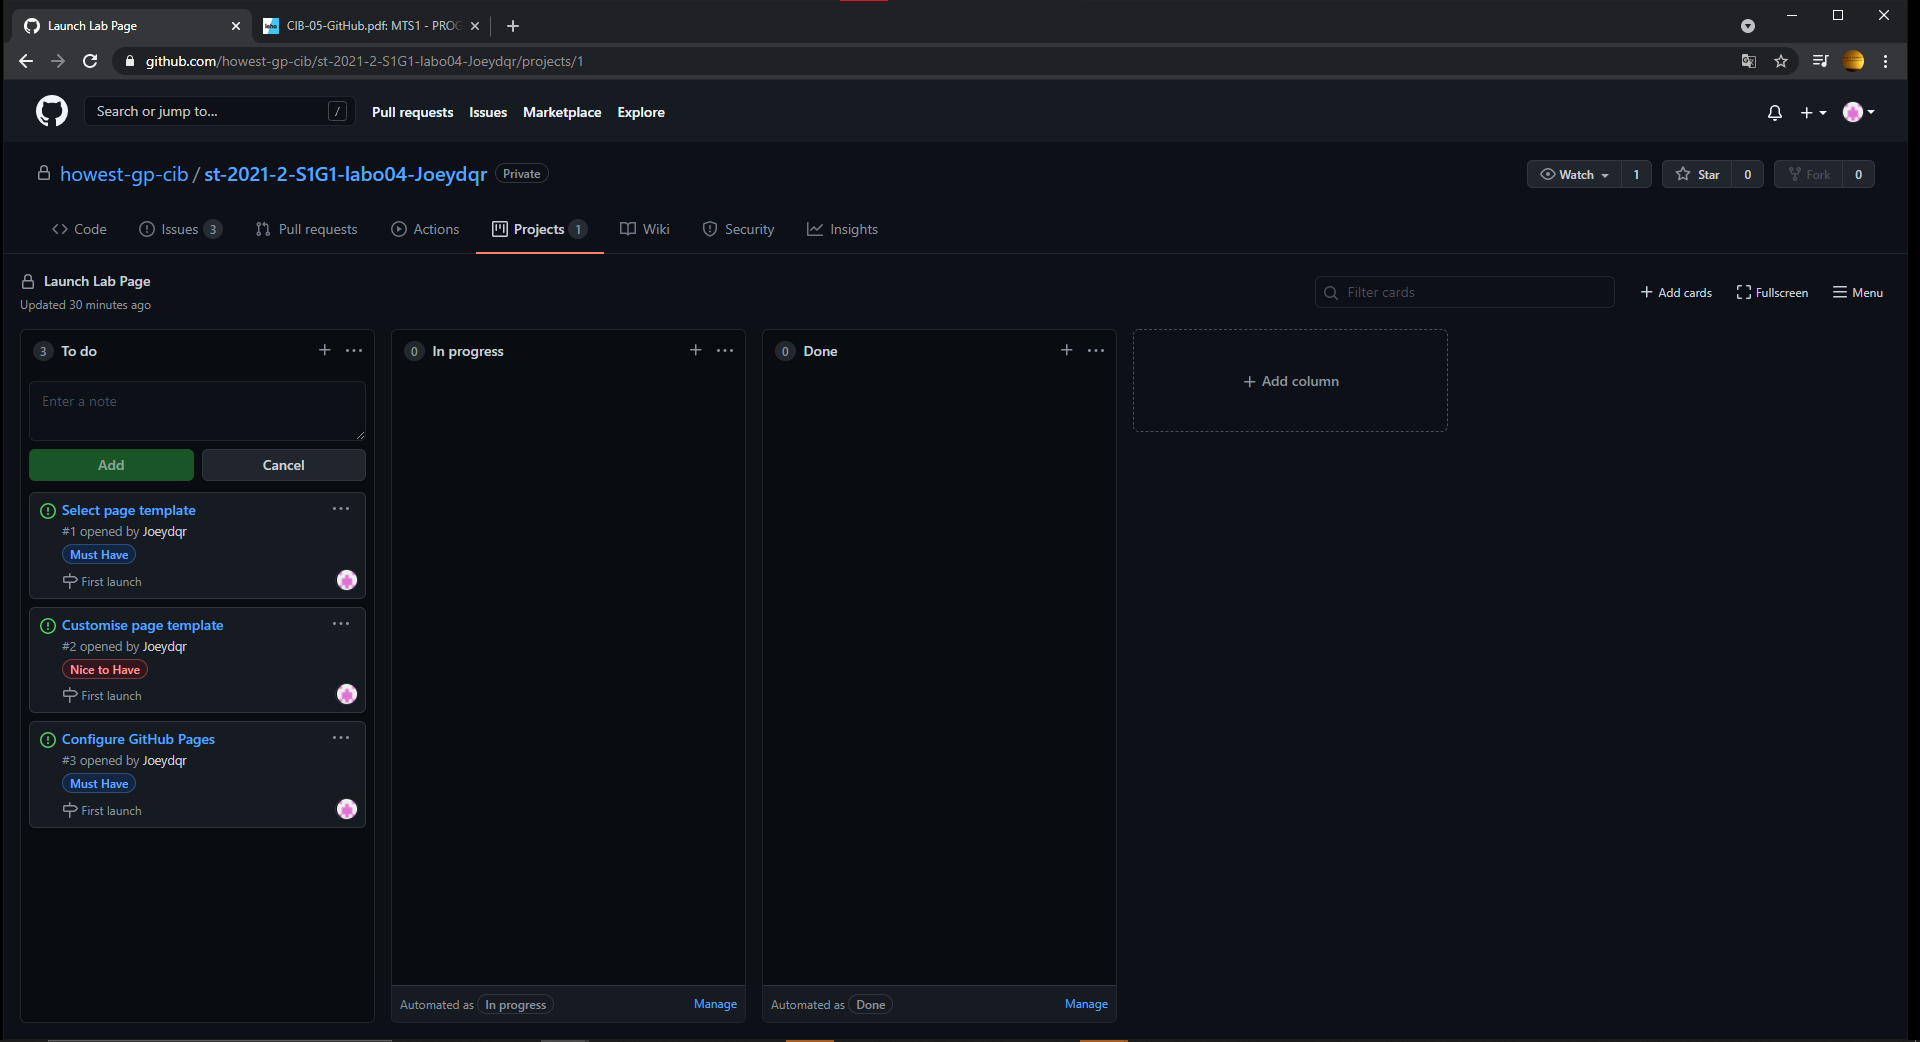 Launch Lab Page
CIB-05-GitHub.pdf: MTS1 - PROG
github.com/howest-gp-cib/st-2021-2-S1G1-labo04-Joeydqr/projects/1
Search or jump to... /
Pull requests Issues Marketplace Explore
howest-gp-cib / st-2021-2-S1G1-labo04-Joeydqr Private
Watch 1 Star 0 Fork 0
Code Issues 3 Pull requests Actions Projects 1 Wiki Security Insights
Launch Lab Page
Updated 30 minutes ago
Filter cards
Add cards Fullscreen Menu
3 To do
Enter a note
Add Cancel
Select page template
#1 opened by Joeydqr
Must Have
First launch
Customise page template
#2 opened by Joeydqr
Nice to Have
First launch
Configure GitHub Pages
#3 opened by Joeydqr
Must Have
First launch
0 In progress
Automated as In progress Manage
0 Done
Automated as Done Manage
Add column